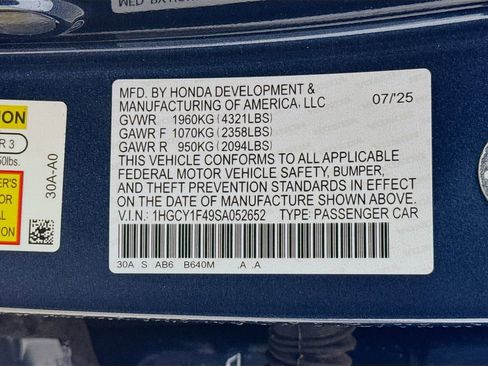 MFD. BY HONDA DEVELOPMENT &
MANUFACTURING OF AMERICA, LLC 07/'25
GVWR 1960KG(4321LBS)
GAWR F 1070KG(2358LBS)
GAWR R 950KG(2094LBS)
THIS VEHICLE CONFORMS TO ALL APPLICABLE
FEDERAL MOTOR VEHICLE SAFETY, BUMPER,
AND THEFT PREVENTION STANDARDS IN EFFECT
ON THE DATE OF MANUFACTURE SHOWN ABOVE.
V.I.N.: 1HGCY1F49SA052652 TYPE: PASSENGER CAR
30A S AB6 B640M .A .A
30A-A0
R 3